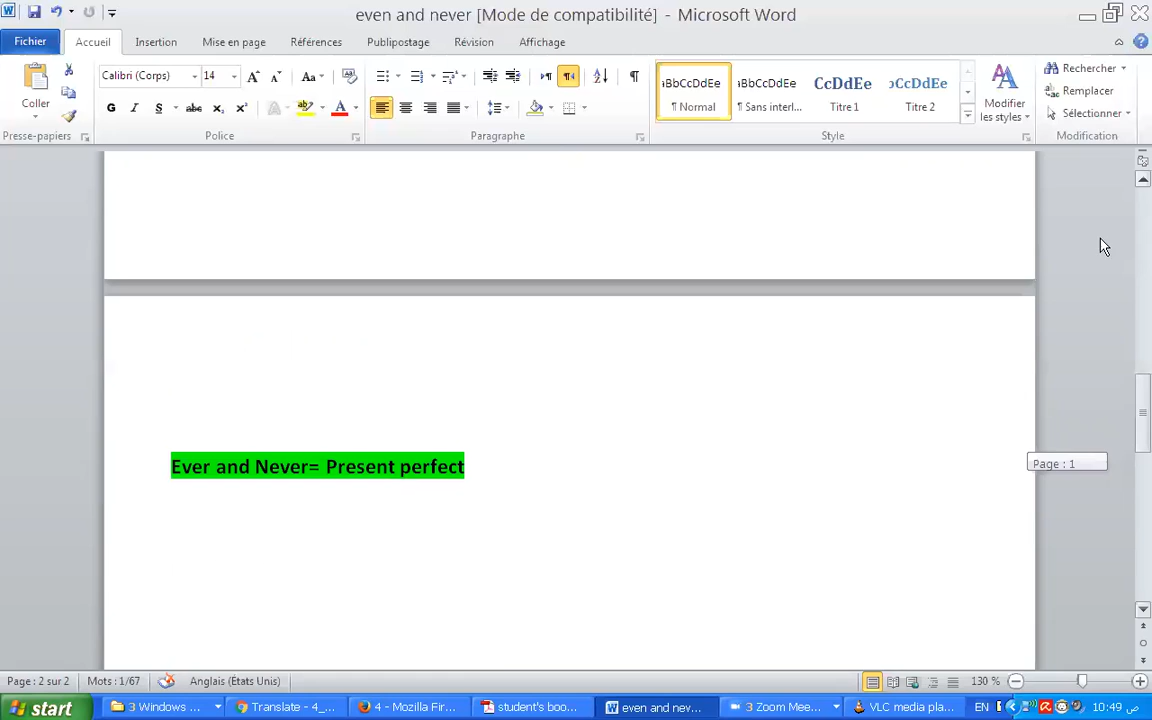 even and never [Mode de compatibilité] - Microsoft Word
Fichier Accueil Insertion Mise en page Références Publipostage Révision Affichage
Coller
Presse-papiers
Calibri (Corps) 14
Police
Paragraphe
AaBbCcDdEe AaBbCcDdEe CcDdEe CcDdEe
¶ Normal ¶ Sans interl... Titre 1 Titre 2
Style
Modifier
les styles
Rechercher
Remplacer
Sélectionner
Modification
Ever and Never= Present perfect
Page : 1
Page : 2 sur 2 Mots : 1/67 Anglais (États Unis) 130 %
start 3 Windows ... Translate - 4_... 4 - Mozilla Fir... student's boo... even and nev... 3 Zoom Mee... VLC media pla... EN 10:49 ص